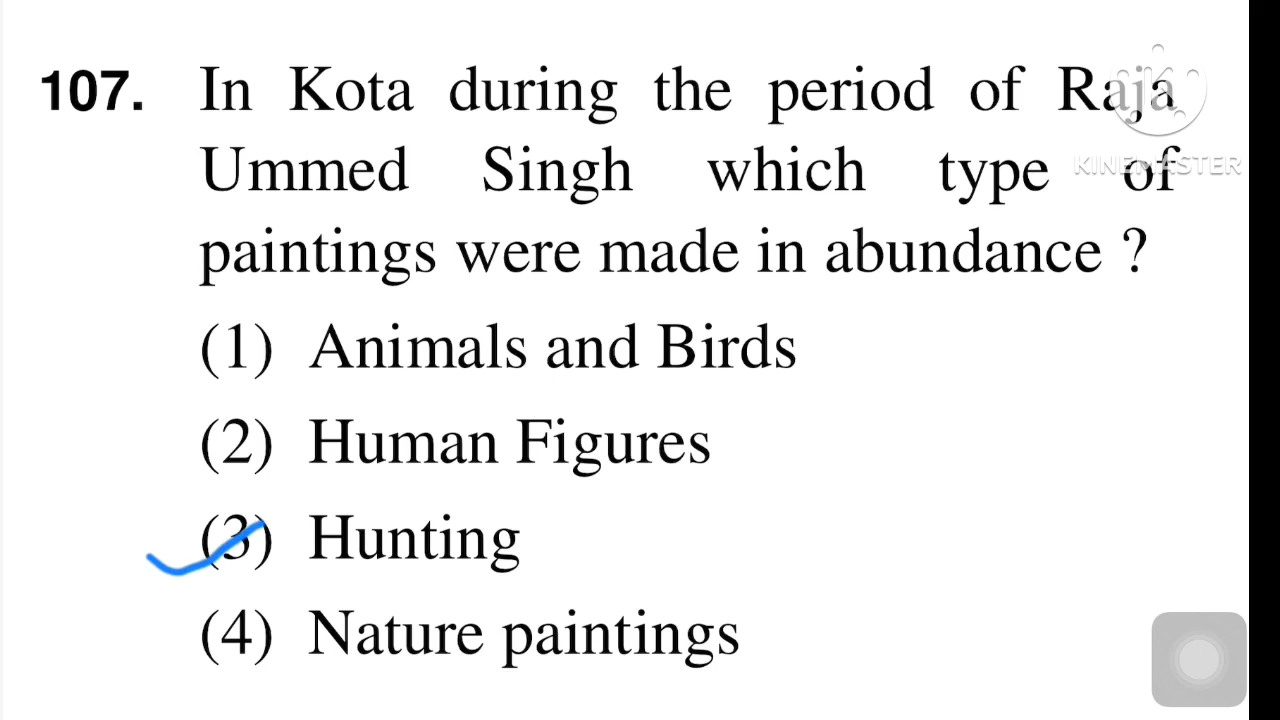 107. In Kota during the period of Raja
Ummed Singh which type of
KINEMASTER
paintings were made in abundance ?
(1) Animals and Birds
(2) Human Figures
(3) Hunting
(4) Nature paintings